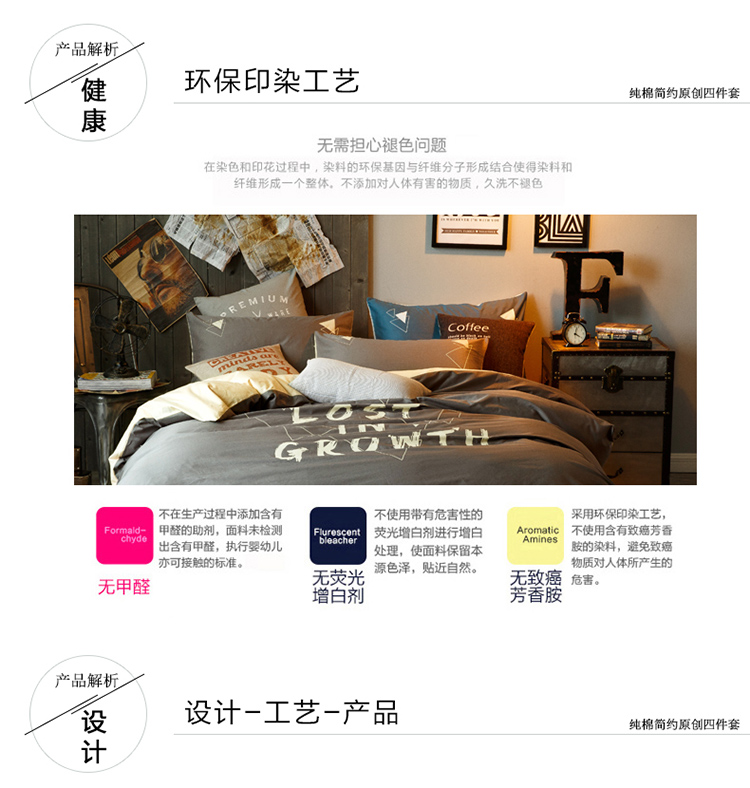 产品解析
健康
环保印染工艺
纯棉简约原创四件套
无需担心褪色问题
在染色和印花过程中，染料的环保基因与纤维分子形成结合使得染料和
纤维形成一个整体。不添加对人体有害的物质，久洗不褪色
PREMIUM
WARE
CREATIVE
minds are
RARELY
Coffee
F
LOST
IN
GROWTH
Formald-
chyde
无甲醛
不在生产过程中添加含有
甲醛的助剂，面料未检测
出含有甲醛，执行婴幼儿
亦可接触的标准。
Flurescent
bleacher
无荧光
增白剂
不使用带有危害性的
荧光增白剂进行增白
处理，使面料保留本
源色泽，贴近自然。
Aromatic
Amines
无致癌
芳香胺
采用环保印染工艺，
不使用含有致癌芳香
胺的染料，避免致癌
物质对人体所产生的
危害。
产品解析
设计
设计-工艺-产品
纯棉简约原创四件套